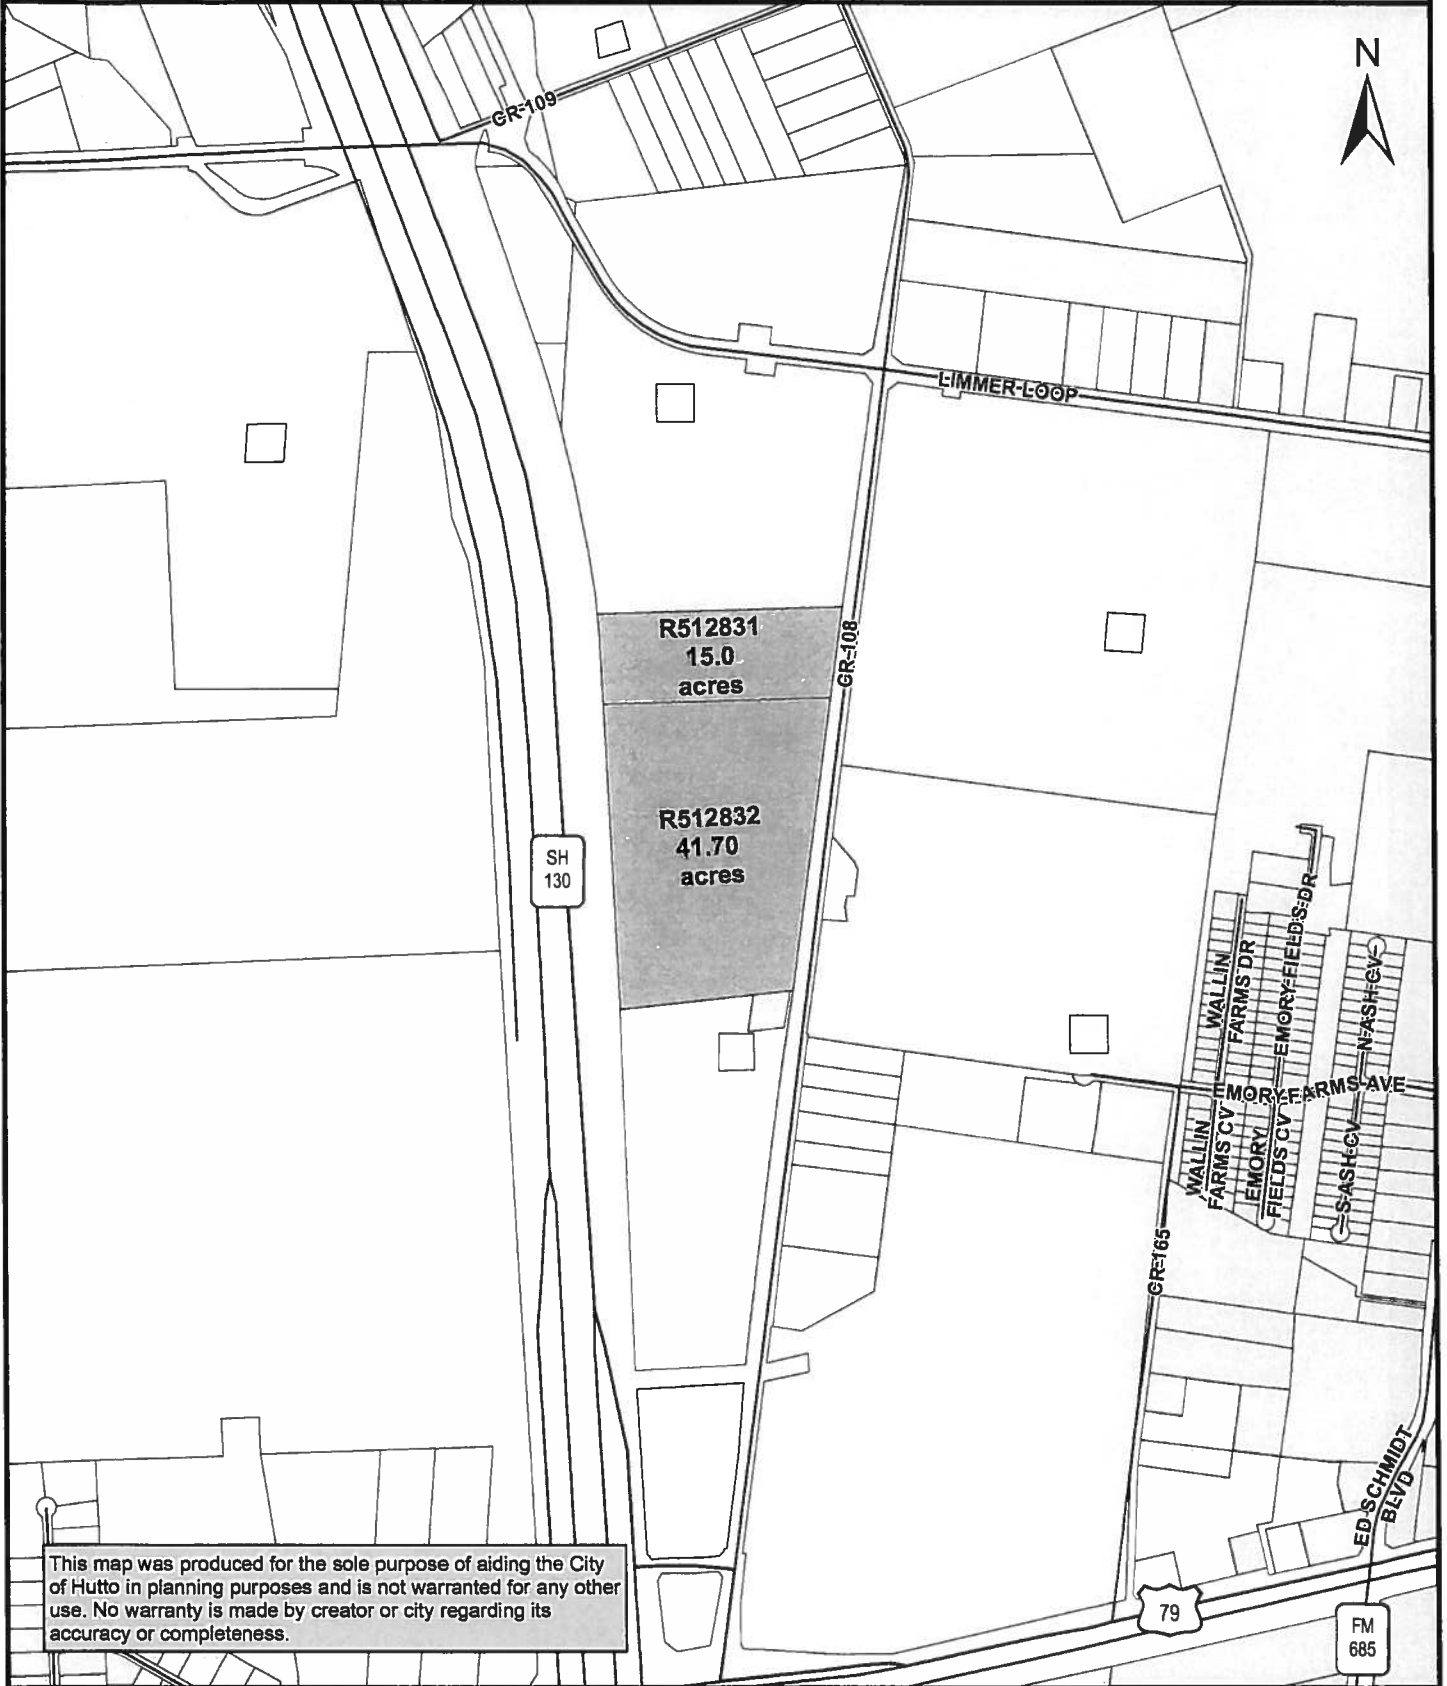 N
CR-109
LIMMER-LOOP
R512831
15.0
acres
CR-108
R512832
41.70
acres
SH
130
WALLIN
FARMS DR
EMORY-FIELDS-DR
N-ASH-CV
EMORY-FARMS-AVE
WALLIN
FARMS CV
EMORY
FIELDS CV
S-ASH-CV
CR-165
ED-SCHMIDT
BLVD
This map was produced for the sole purpose of aiding the City
of Hutto in planning purposes and is not warranted for any other
use. No warranty is made by creator or city regarding its
accuracy or completeness.
79
FM
685